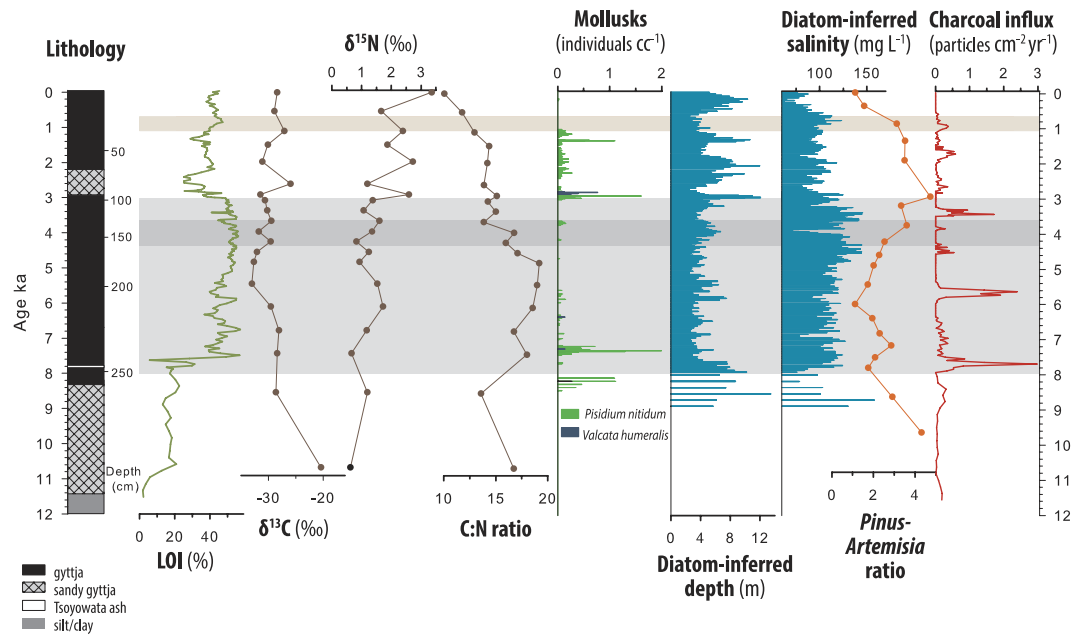 Lithology
δ15N (‰)
Mollusks
(individuals cc-1)
Diatom-inferred
salinity (mg L-1)
Charcoal influx
(particles cm-2 yr-1)
0 1 2 3
0 1 2
100 150
0 1 2 3
Age ka
0
1
2
3
4
5
6
7
8
9
10
11
12
50
100
150
200
250
Depth
(cm)
0
1
2
3
4
5
6
7
8
9
10
11
12
Pisidium nitidum
Valcata humeralis
0 20 40
LOI (%)
-30 -20
δ13C (‰)
10 15 20
C:N ratio
0 4 8 12
Diatom-inferred
depth (m)
0 2 4
Pinus-
Artemisia
ratio
gyttja
sandy gyttja
Tsoyowata ash
silt/clay